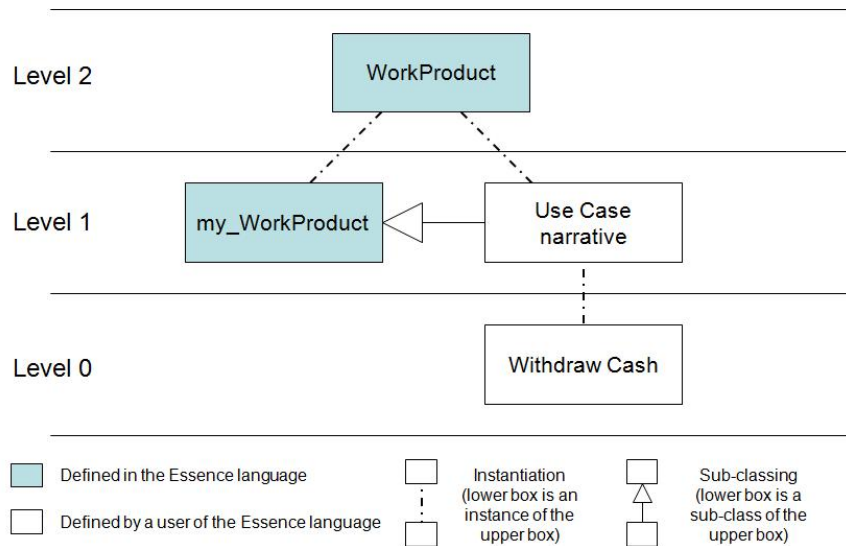 Level 2
WorkProduct
Level 1
my_WorkProduct
Use Case
narrative
Level 0
Withdraw Cash
Defined in the Essence language
Defined by a user of the Essence language
Instantiation
(lower box is an
instance of the
upper box)
Sub-classing
(lower box is a
sub-class of the
upper box)